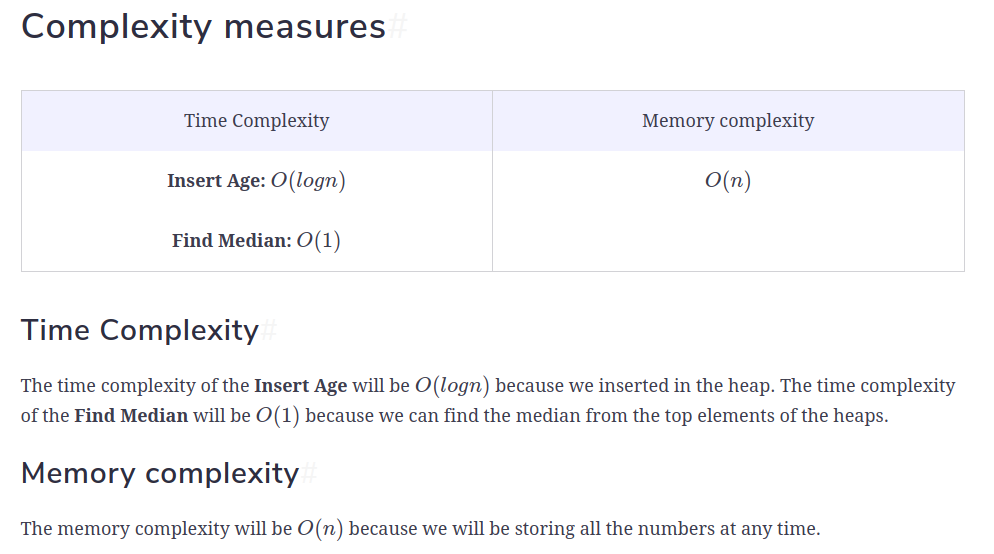 Complexity measures#
Time Complexity Memory complexity
Insert Age: O(logn) O(n)
Find Median: O(1)
Time Complexity#
The time complexity of the Insert Age will be O(logn) because we inserted in the heap. The time complexity
of the Find Median will be O(1) because we can find the median from the top elements of the heaps.
Memory complexity#
The memory complexity will be O(n) because we will be storing all the numbers at any time.